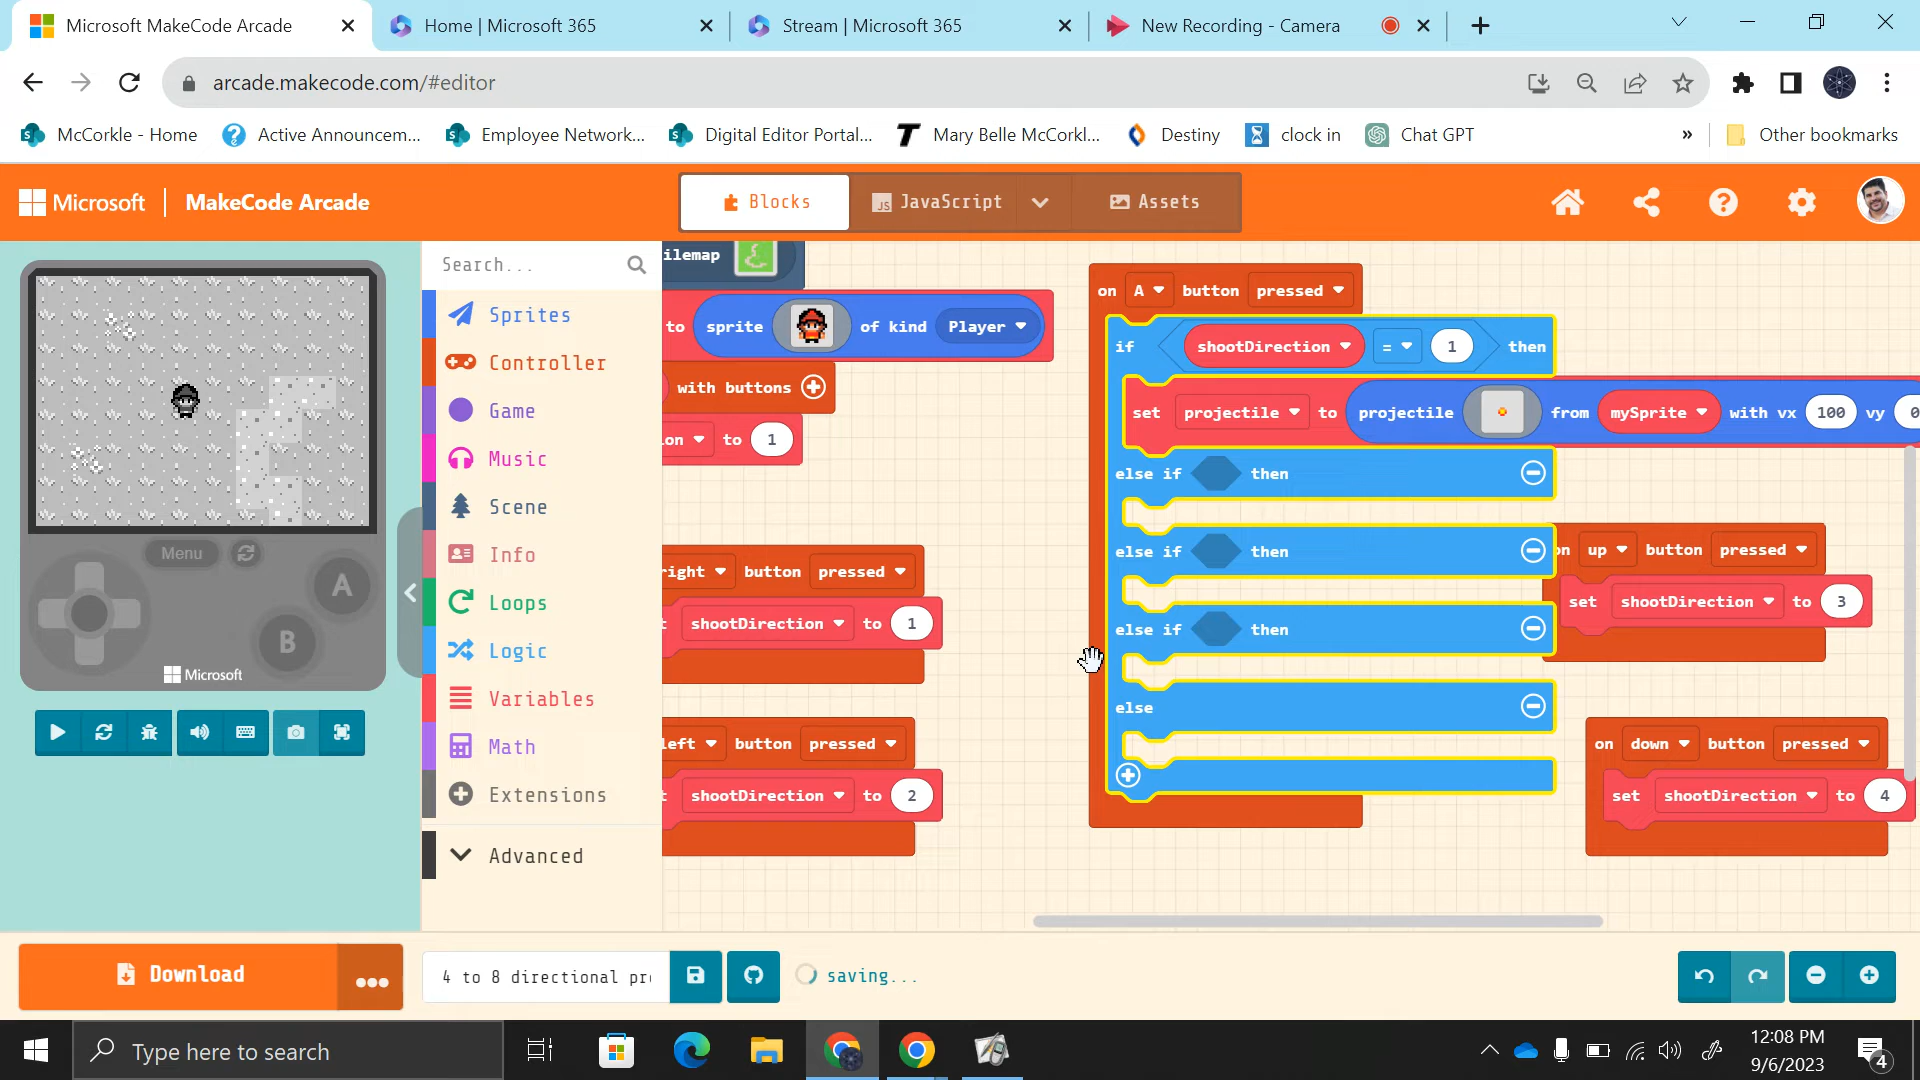 Microsoft MakeCode Arcade
Home | Microsoft 365
Stream | Microsoft 365
New Recording - Camera
arcade.makecode.com/#editor
McCorkle - Home
Active Announcem...
Employee Network...
Digital Editor Portal...
Mary Belle McCorkl...
Destiny
clock in
Chat GPT
»
Other bookmarks
Microsoft | MakeCode Arcade
Blocks
JavaScript
Assets
Search...
Sprites
Controller
Game
Music
Scene
Info
Loops
Logic
Variables
Math
Extensions
Advanced
Menu
A
B
Microsoft
ilemap
to sprite of kind Player
with buttons
ion to 1
right button pressed
t shootDirection to 1
left button pressed
t shootDirection to 2
on A button pressed
if shootDirection = 1 then
set projectile to projectile from mySprite with vx 100 vy 0
else if then
else if then
else if then
else
on up button pressed
set shootDirection to 3
on down button pressed
set shootDirection to 4
Download
4 to 8 directional pr
saving...
Type here to search
12:08 PM
9/6/2023
4